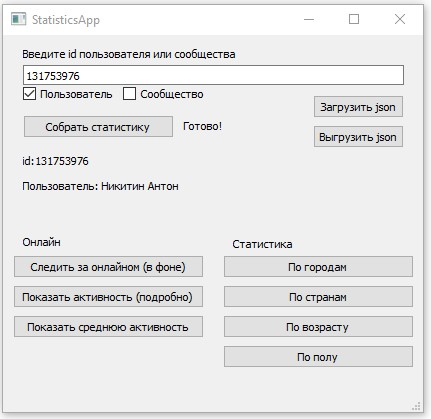 StatisticsApp
Введите id пользователя или сообщества
131753976
Пользователь Сообщество
Загрузить json
Собрать статистику Готово!
Выгрузить json
id:131753976
Пользователь: Никитин Антон
Онлайн Статистика
Следить за онлайном (в фоне) По городам
Показать активность (подробно) По странам
Показать среднюю активность По возрасту
По полу